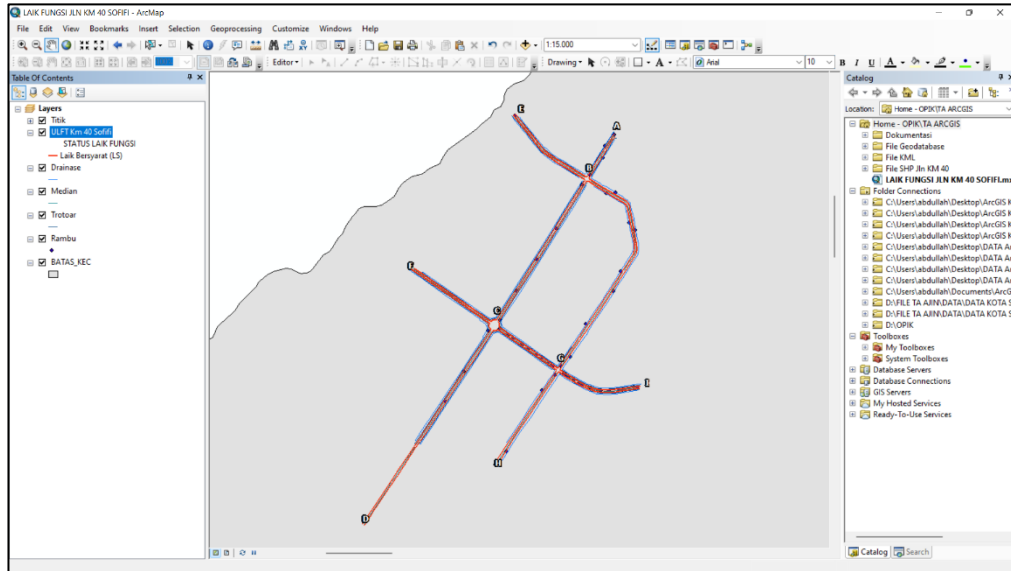 LAIK FUNGSI JLN KM 40 SOFIFI - ArcMap
File Edit View Bookmarks Insert Selection Geoprocessing Customize Windows Help
1:15.000
Editor
Drawing
Arial
10
B I U A
Table Of Contents
Layers
Titik
ULFT Km 40 Sofifi
STATUS LAIK FUNGSI
Laik Bersyarat (LS)
Drainase
Median
Trotoar
Rambu
BATAS_KEC
E
A
B
F
C
G
I
H
D
Catalog
Location: Home - OPIK\TA ARCGIS
Home - OPIK\TA ARCGIS
Dokumentasi
File Geodatabase
File KML
File SHP Jln KM 40
LAIK FUNGSI JLN KM 40 SOFIFI.m
Folder Connections
C:\Users\abdullah\Desktop\ArcGIS K
C:\Users\abdullah\Desktop\ArcGIS K
C:\Users\abdullah\Desktop\ArcGIS K
C:\Users\abdullah\Desktop\DATA A
C:\Users\abdullah\Desktop\DATA A
C:\Users\abdullah\Desktop\DATA A
C:\Users\abdullah\Desktop\DATA A
C:\Users\abdullah\Documents\ArcG
D:\FILE TA AJIN\DATA\DATA KOTA S
D:\FILE TA AJIN\DATA\DATA KOTA S
D:\OPIK
Toolboxes
My Toolboxes
System Toolboxes
Database Servers
Database Connections
GIS Servers
My Hosted Services
Ready-To-Use Services
Catalog Search